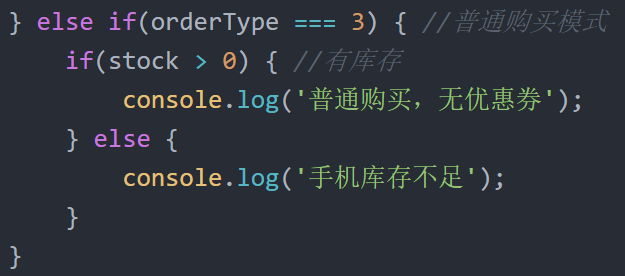 } else if(orderType === 3) { //普通购买模式
    if(stock > 0) { //有库存
        console.log('普通购买，无优惠券');
    } else {
        console.log('手机库存不足');
    }
}